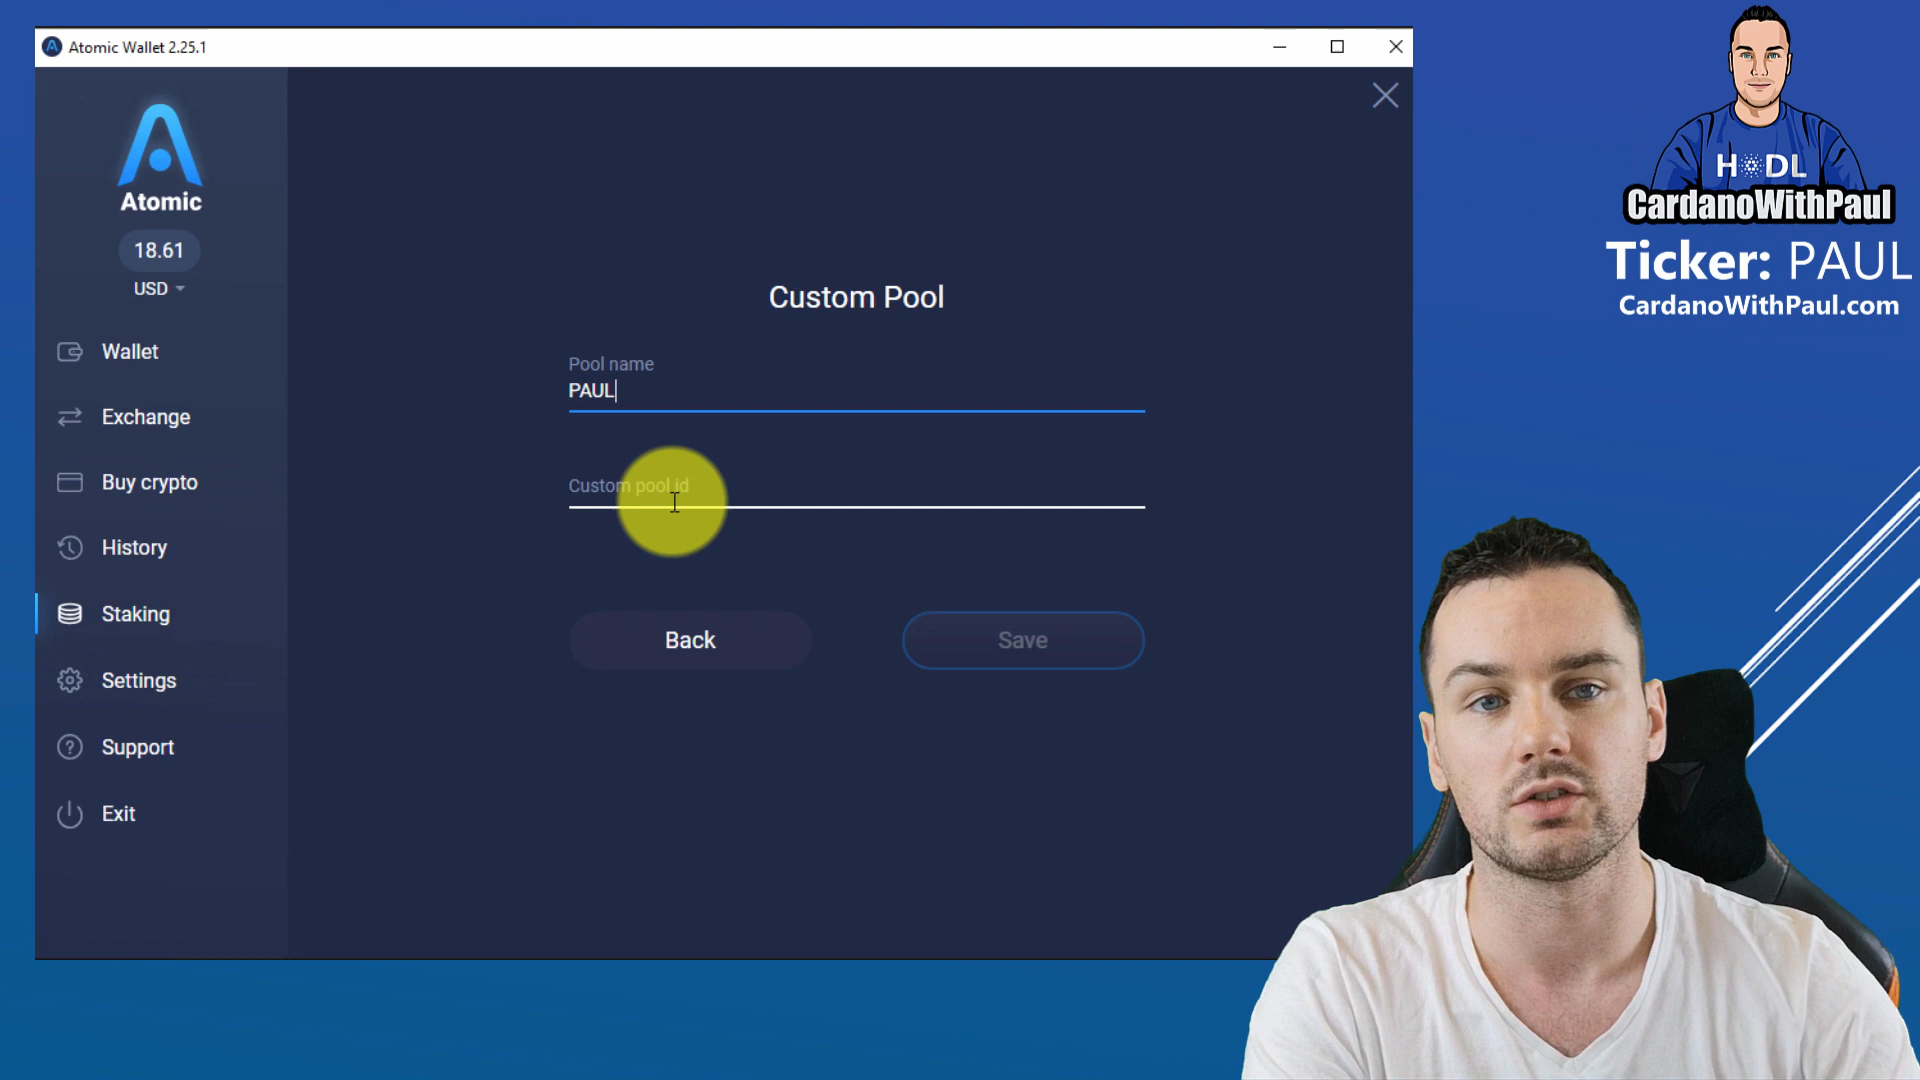 Atomic Wallet 2.25.1
Atomic
18.61
USD
Wallet
Exchange
Buy crypto
History
Staking
Settings
Support
Exit
Custom Pool
Pool name
PAUL
Custom pool id
Back
Save
HODL
CardanoWithPaul
Ticker: PAUL
CardanoWithPaul.com